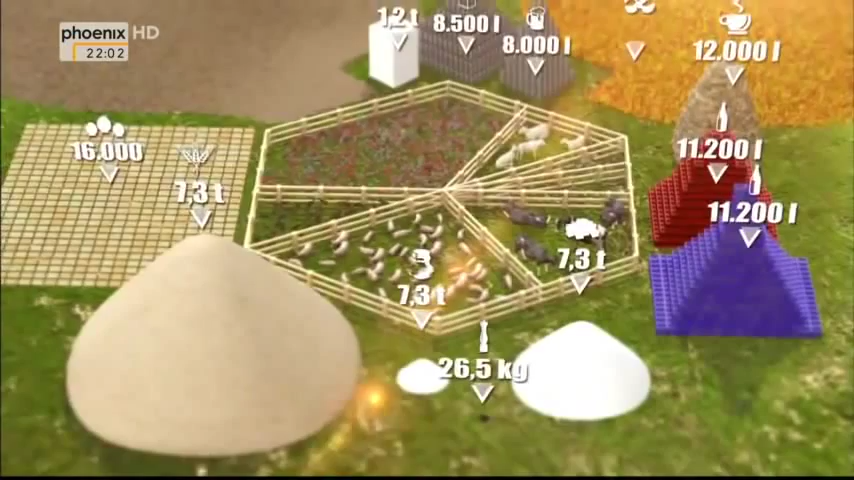 phoenix HD
22:02
1,2 t
8.500 l
8.000 l
12.000 l
16.000
7,3 t
11.200 l
11.200 l
7,3 t
7,3 t
26,5 kg